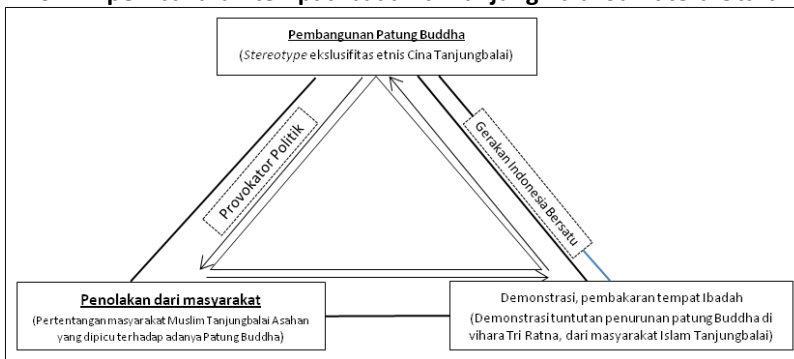 Pembangunan Patung Buddha
(Stereotype ekslusifitas etnis Cina Tanjungbalai)
Provokator Politik
Gerakan Indonesia Bersatu
Penolakan dari masyarakat
(Pertentangan masyarakat Muslim Tanjungbalai Asahan
yang dipicu terhadap adanya Patung Buddha)
Demonstrasi, pembakaran tempat Ibadah
(Demonstrasi tuntutan penurunan patung Buddha di
vihara Tri Ratna, dari masyarakat Islam Tanjungbalai)